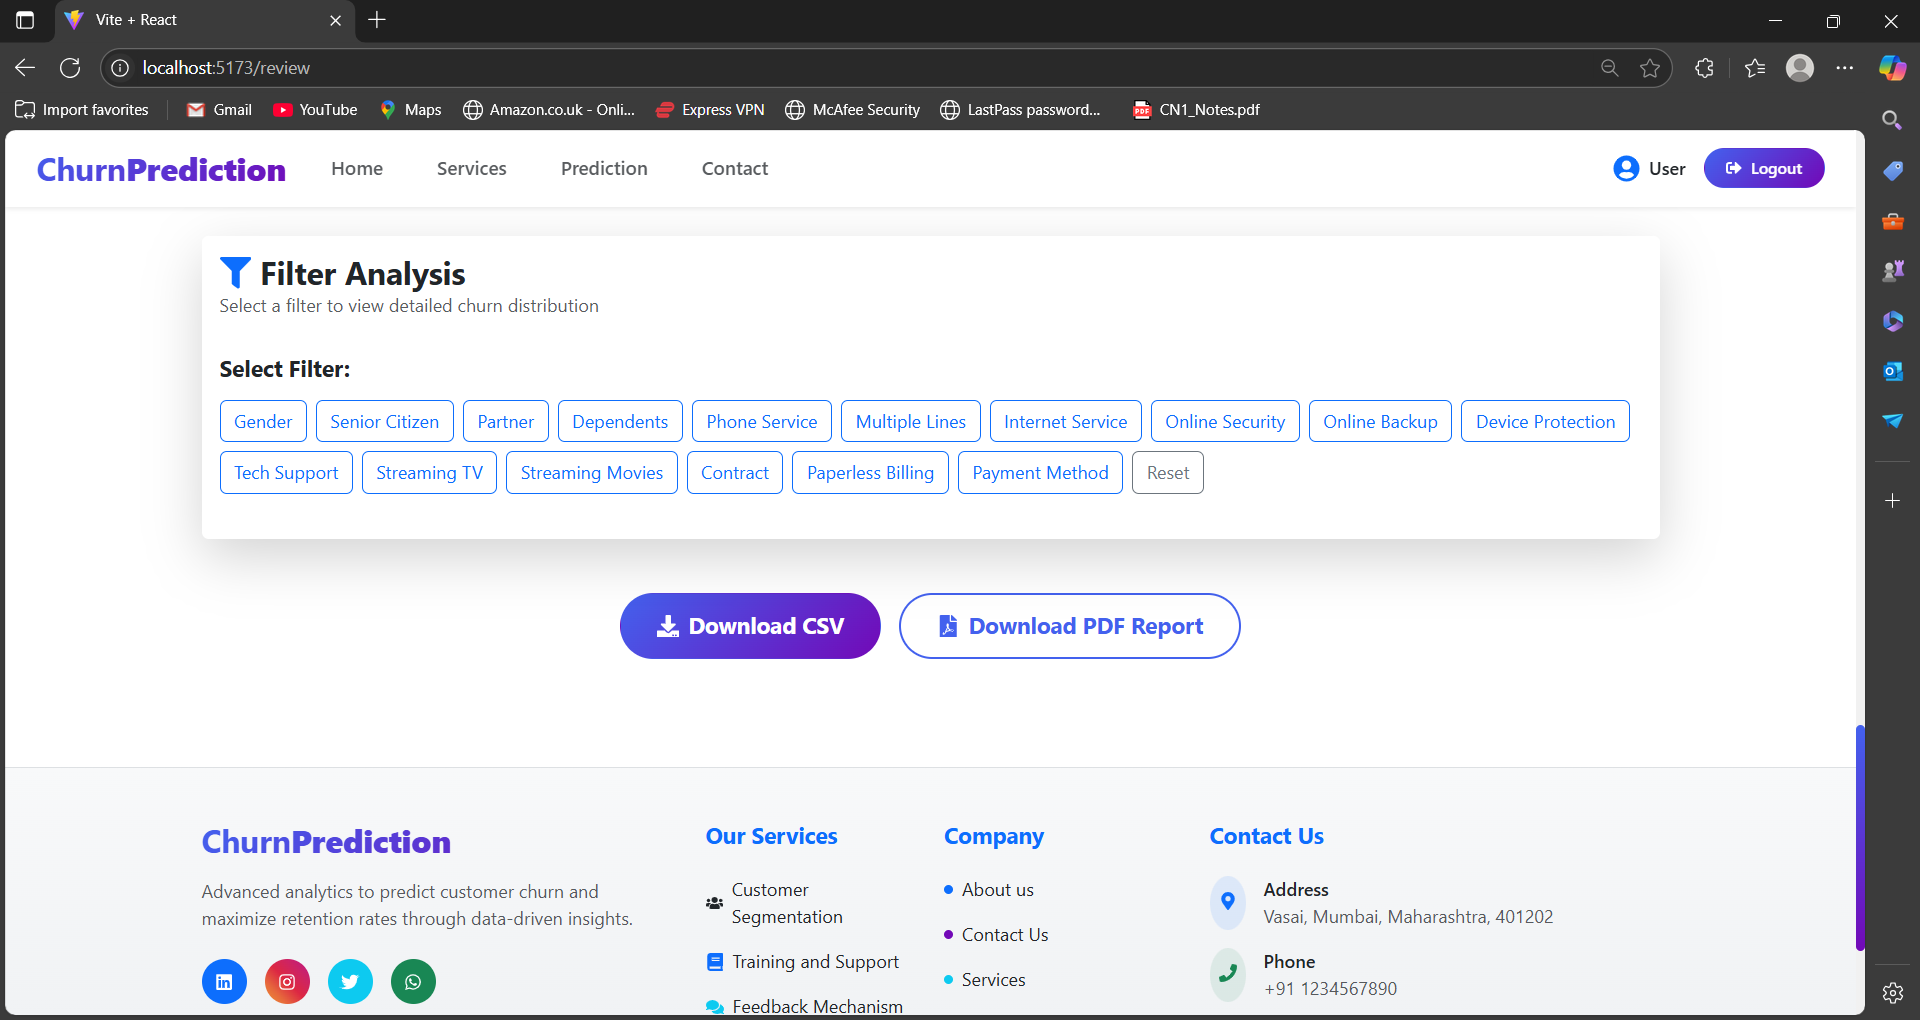 Vite + React
localhost:5173/review
Import favorites Gmail YouTube Maps Amazon.co.uk - Onli... Express VPN McAfee Security LastPass password... CN1_Notes.pdf
ChurnPrediction Home Services Prediction Contact User Logout
Filter Analysis
Select a filter to view detailed churn distribution
Select Filter:
Gender Senior Citizen Partner Dependents Phone Service Multiple Lines Internet Service Online Security Online Backup Device Protection
Tech Support Streaming TV Streaming Movies Contract Paperless Billing Payment Method Reset
Download CSV Download PDF Report
ChurnPrediction
Advanced analytics to predict customer churn and
maximize retention rates through data-driven insights.
Our Services
Customer
Segmentation
Training and Support
Feedback Mechanism
Company
About us
Contact Us
Services
Contact Us
Address
Vasai, Mumbai, Maharashtra, 401202
Phone
+91 1234567890